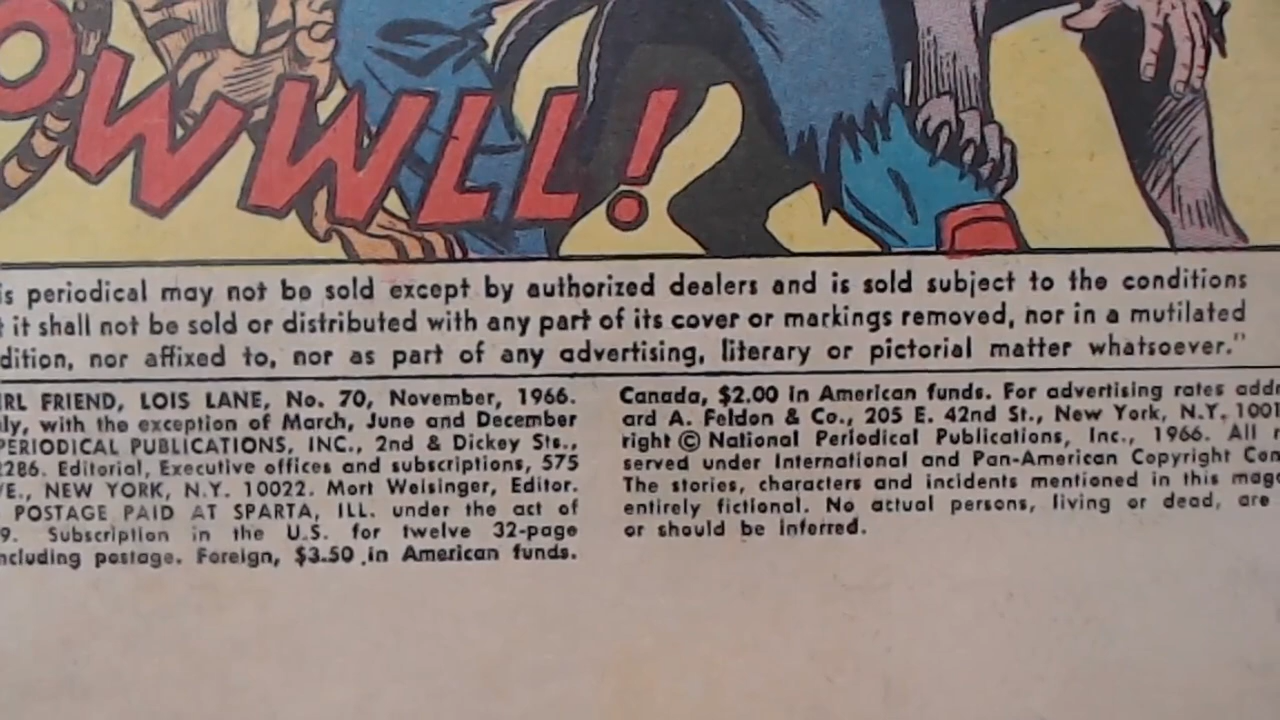 OWWLL!
is periodical may not be sold except by authorized dealers and is sold subject to the conditions
t it shall not be sold or distributed with any part of its cover or markings removed, nor in a mutilated
dition, nor affixed to, nor as part of any advertising, literary or pictorial matter whatsoever."
IRL FRIEND, LOIS LANE, No. 70, November, 1966.
ly, with the exception of March, June and December
PERIODICAL PUBLICATIONS, INC., 2nd & Dickey Sts.,
2286. Editorial, Executive offices and subscriptions, 575
VE., NEW YORK, N.Y. 10022. Mort Weisinger, Editor.
POSTAGE PAID AT SPARTA, ILL. under the act of
9. Subscription in the U.S. for twelve 32-page
ncluding postage. Foreign, $3.50 in American funds.
Canada, $2.00 in American funds. For advertising rates addr
ard A. Feldon & Co., 205 E. 42nd St., New York, N.Y. 1001
right © National Periodical Publications, Inc., 1966. All r
served under International and Pan-American Copyright Con
The stories, characters and incidents mentioned in this maga
entirely fictional. No actual persons, living or dead, are
or should be inferred.